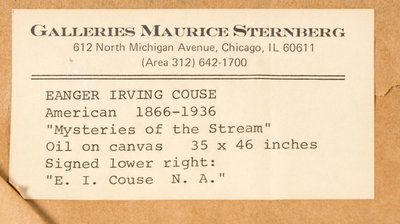 GALLERIES MAURICE STERNBERG
612 North Michigan Avenue, Chicago, IL 60611
(Area 312) 642-1700
EANGER IRVING COUSE
American 1866-1936
"Mysteries of the Stream"
Oil on canvas 35 x 46 inches
Signed lower right:
"E. I. Couse N. A."